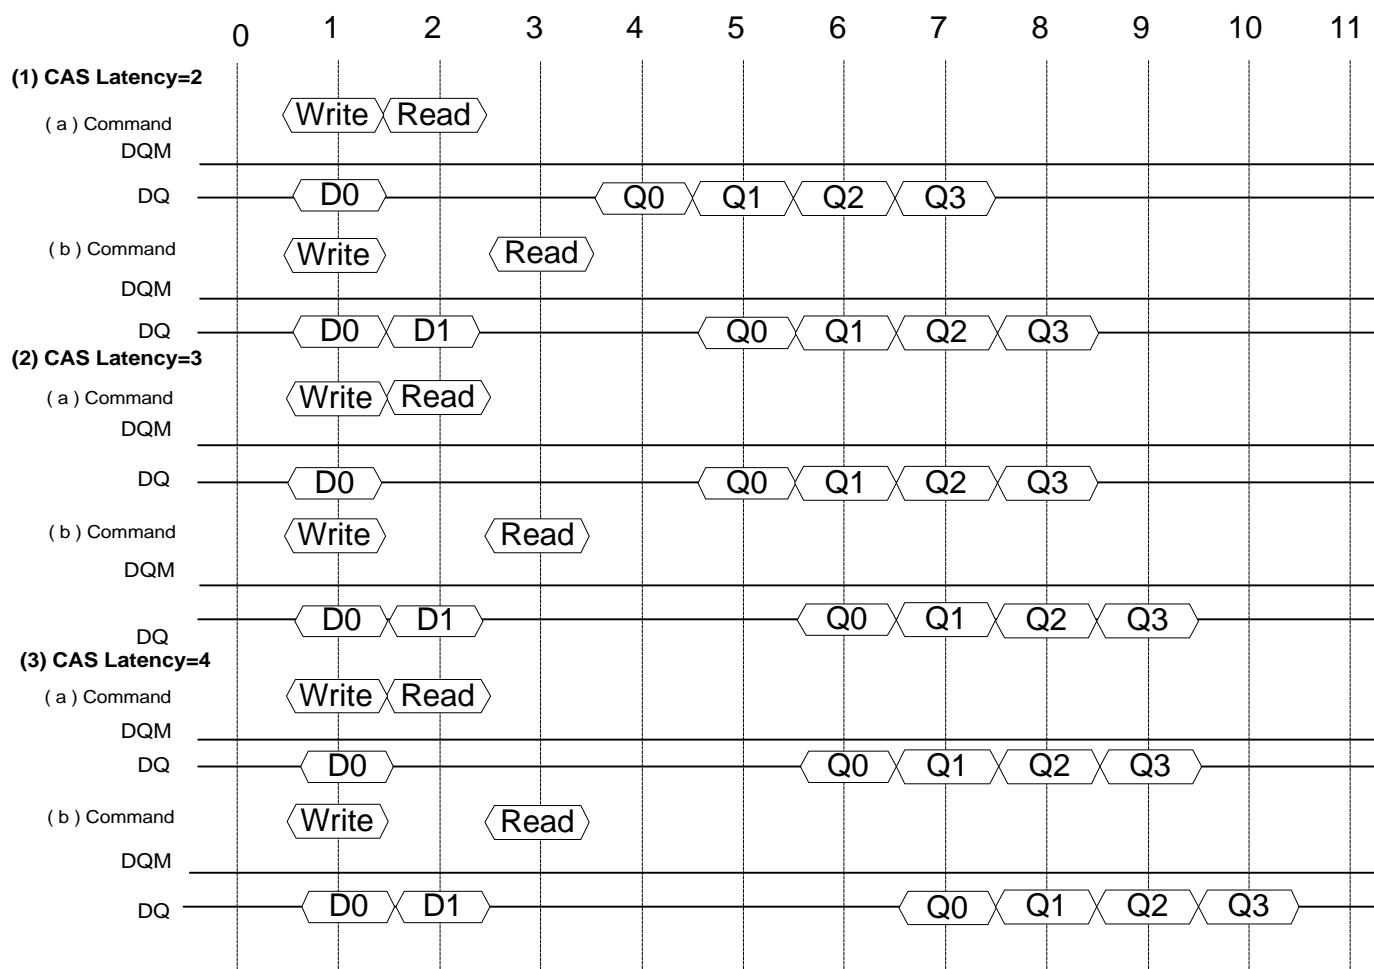 0 1 2 3 4 5 6 7 8 9 10 11
(1) CAS Latency=2
( a ) Command Write Read
DQM
DQ D0 Q0 Q1 Q2 Q3
( b ) Command Write Read
DQM
DQ D0 D1 Q0 Q1 Q2 Q3
(2) CAS Latency=3
( a ) Command Write Read
DQM
DQ D0 Q0 Q1 Q2 Q3
( b ) Command Write Read
DQM
DQ D0 D1 Q0 Q1 Q2 Q3
(3) CAS Latency=4
( a ) Command Write Read
DQM
DQ D0 Q0 Q1 Q2 Q3
( b ) Command Write Read
DQM
DQ D0 D1 Q0 Q1 Q2 Q3